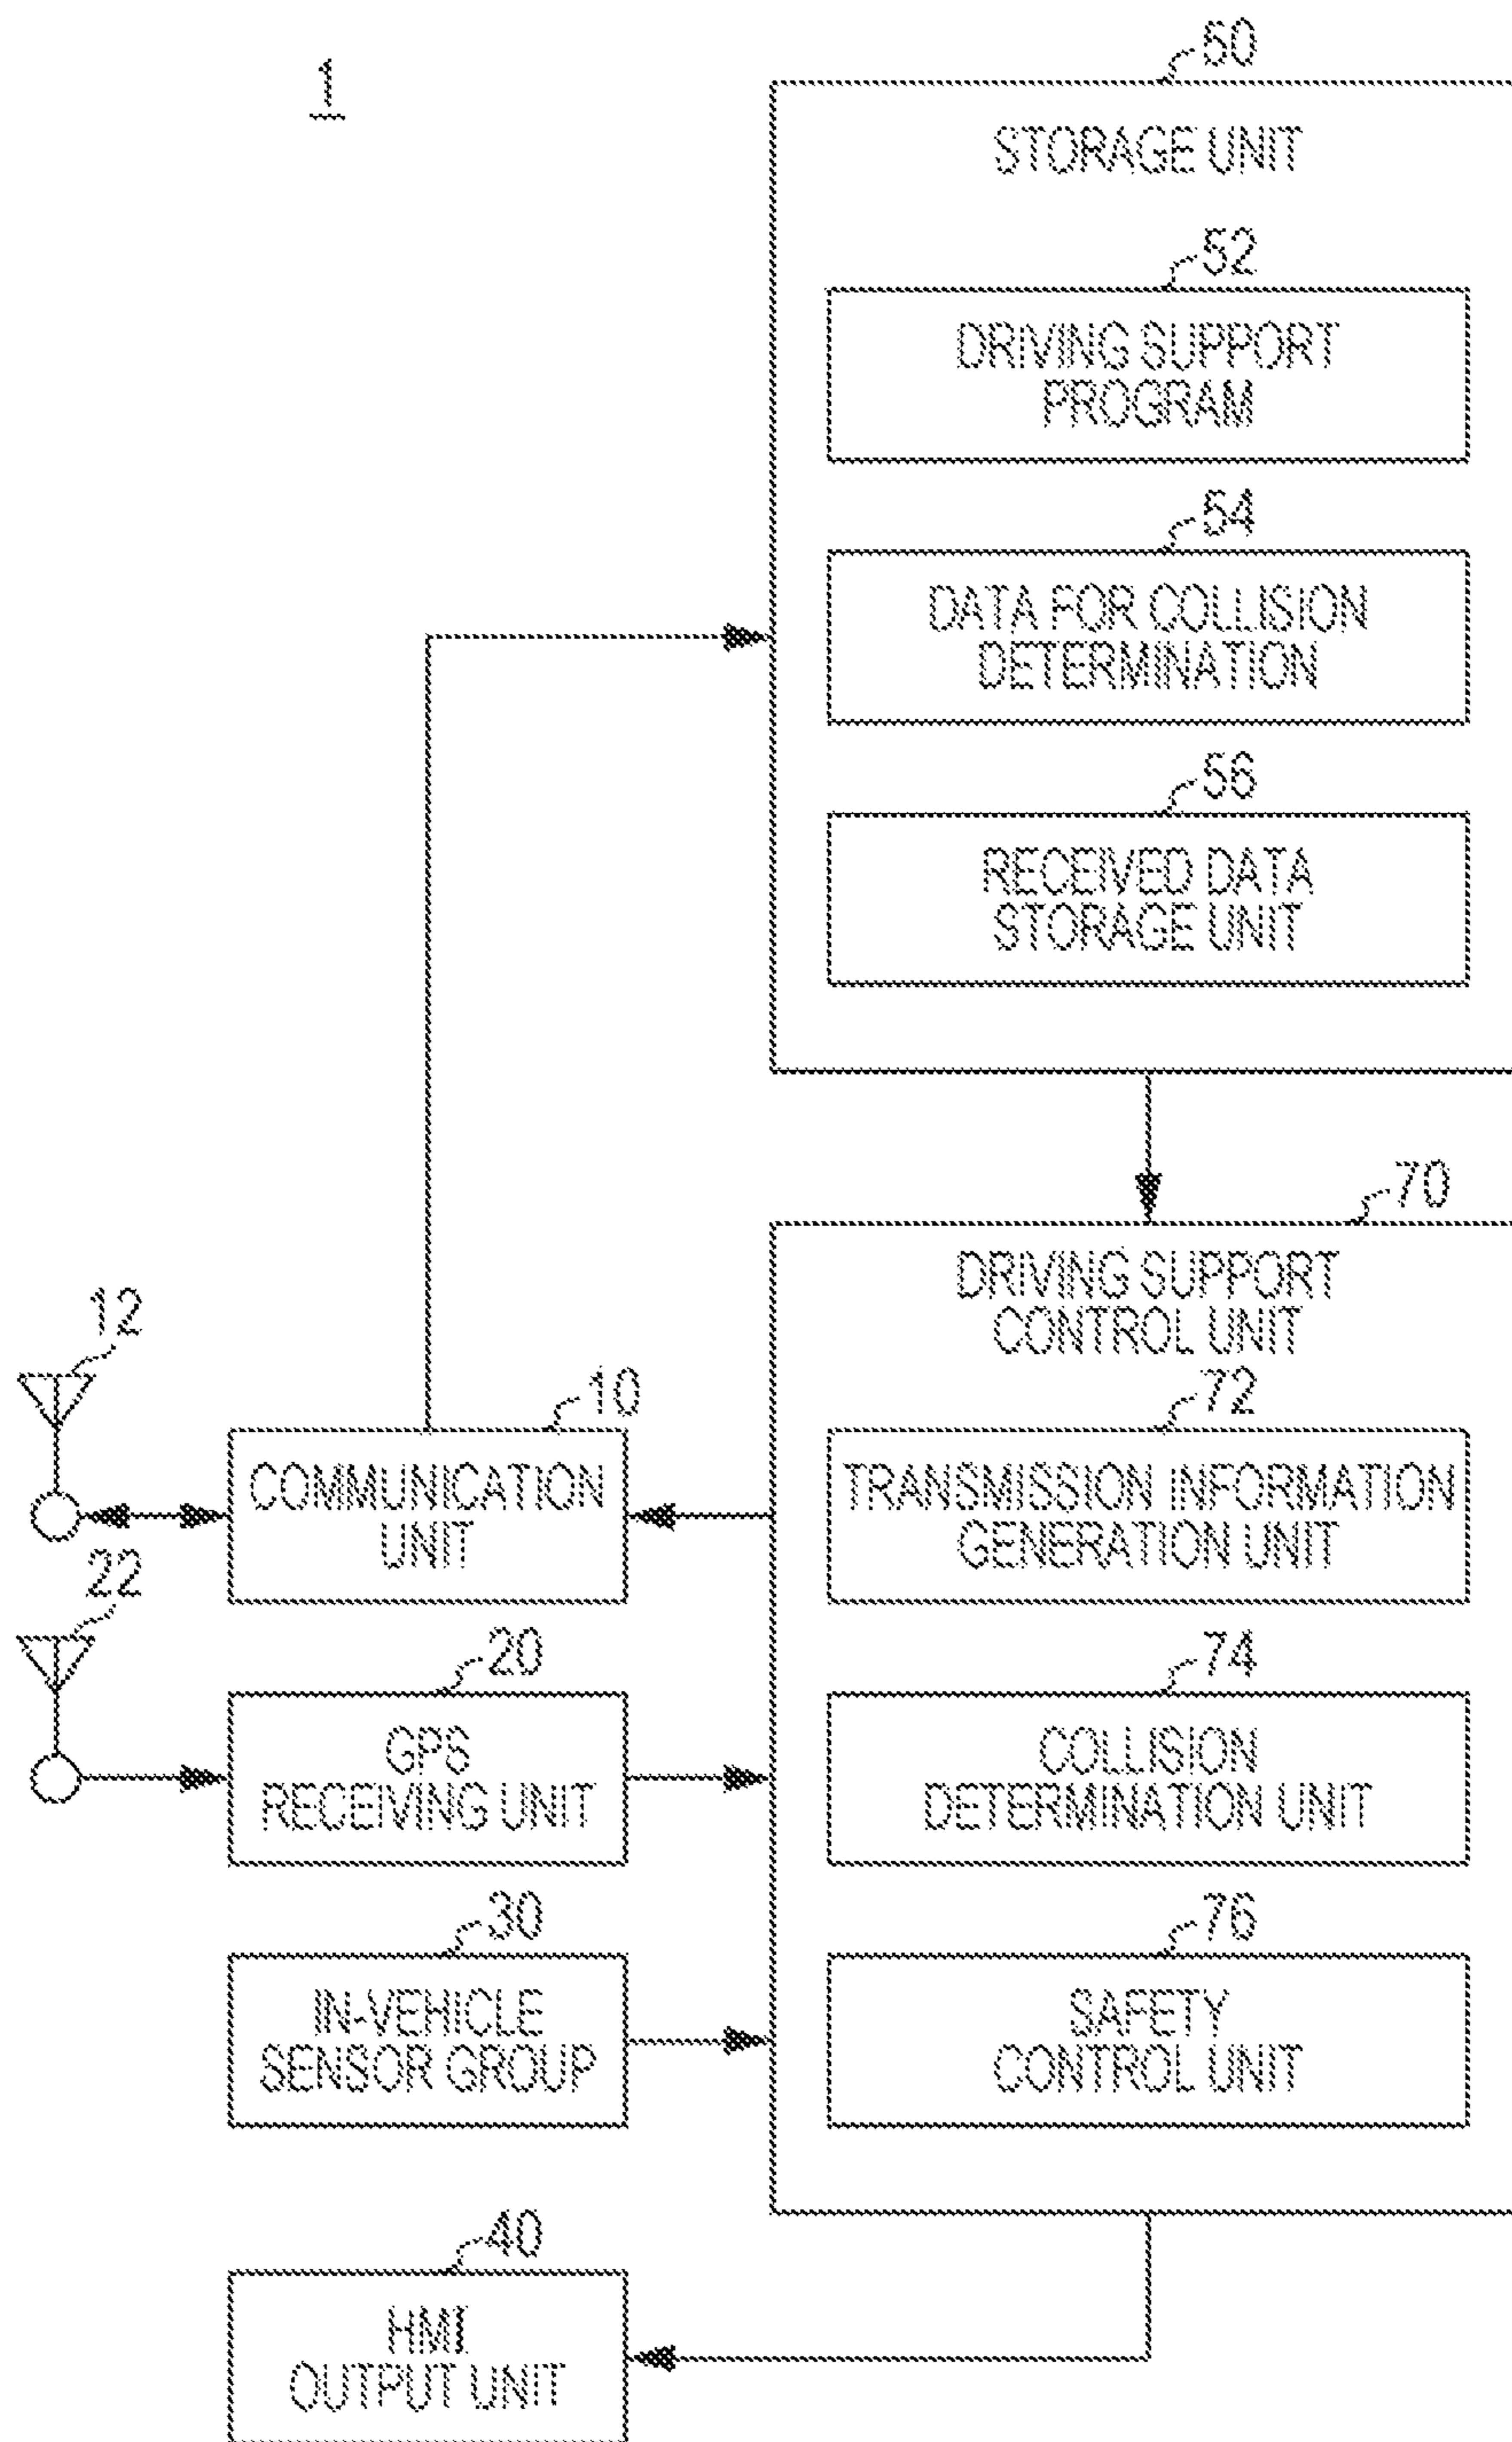 1
50
STORAGE UNIT
52
DRIVING SUPPORT
PROGRAM
54
DATA FOR COLLISION
DETERMINATION
56
RECEIVED DATA
STORAGE UNIT
70
DRIVING SUPPORT
CONTROL UNIT
12
10
COMMUNICATION
UNIT
72
TRANSMISSION INFORMATION
GENERATION UNIT
22
20
GPS
RECEIVING UNIT
74
COLLISION
DETERMINATION UNIT
30
IN-VEHICLE
SENSOR GROUP
76
SAFETY
CONTROL UNIT
40
HMI
OUTPUT UNIT